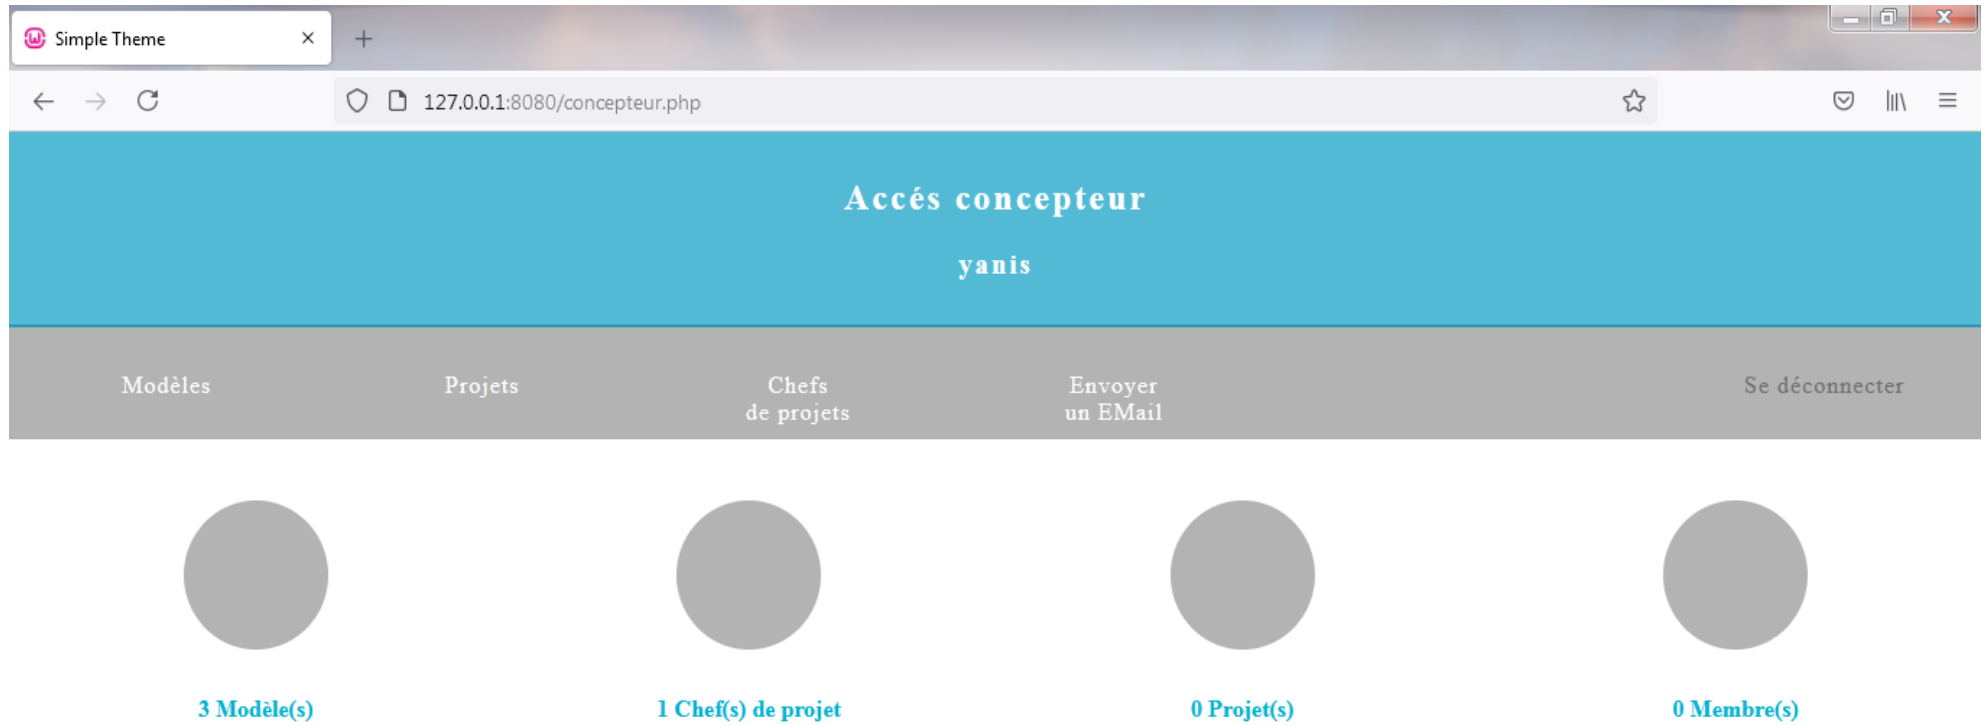 Simple Theme
127.0.0.1:8080/concepteur.php
Accés concepteur
yanis
Modèles Projets Chefs de projets Envoyer un EMail Se déconnecter
3 Modèle(s) 1 Chef(s) de projet 0 Projet(s) 0 Membre(s)